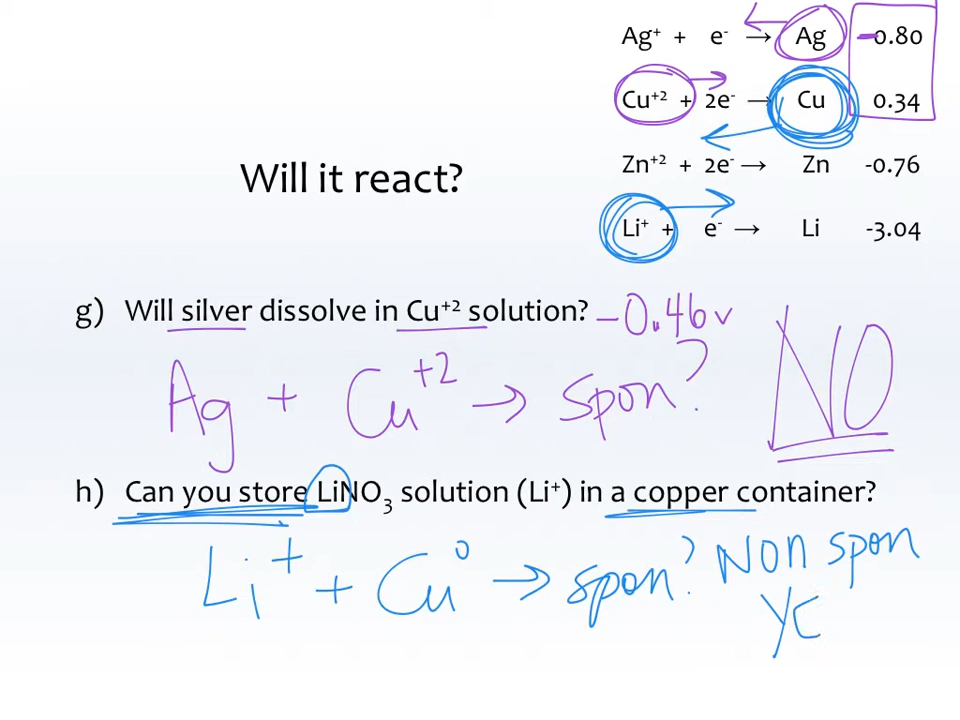 Ag⁺ + e⁻ → Ag -0.80
Cu⁺² + 2e⁻ → Cu 0.34
Zn⁺² + 2e⁻ → Zn -0.76
Li⁺ + e⁻ → Li -3.04
Will it react?
g) Will silver dissolve in Cu⁺² solution? -0.46v
Ag + Cu⁺² → spon? NO
h) Can you store LiNO₃ solution (Li⁺) in a copper container?
Li⁺ + Cu⁰ → spon? Non spon